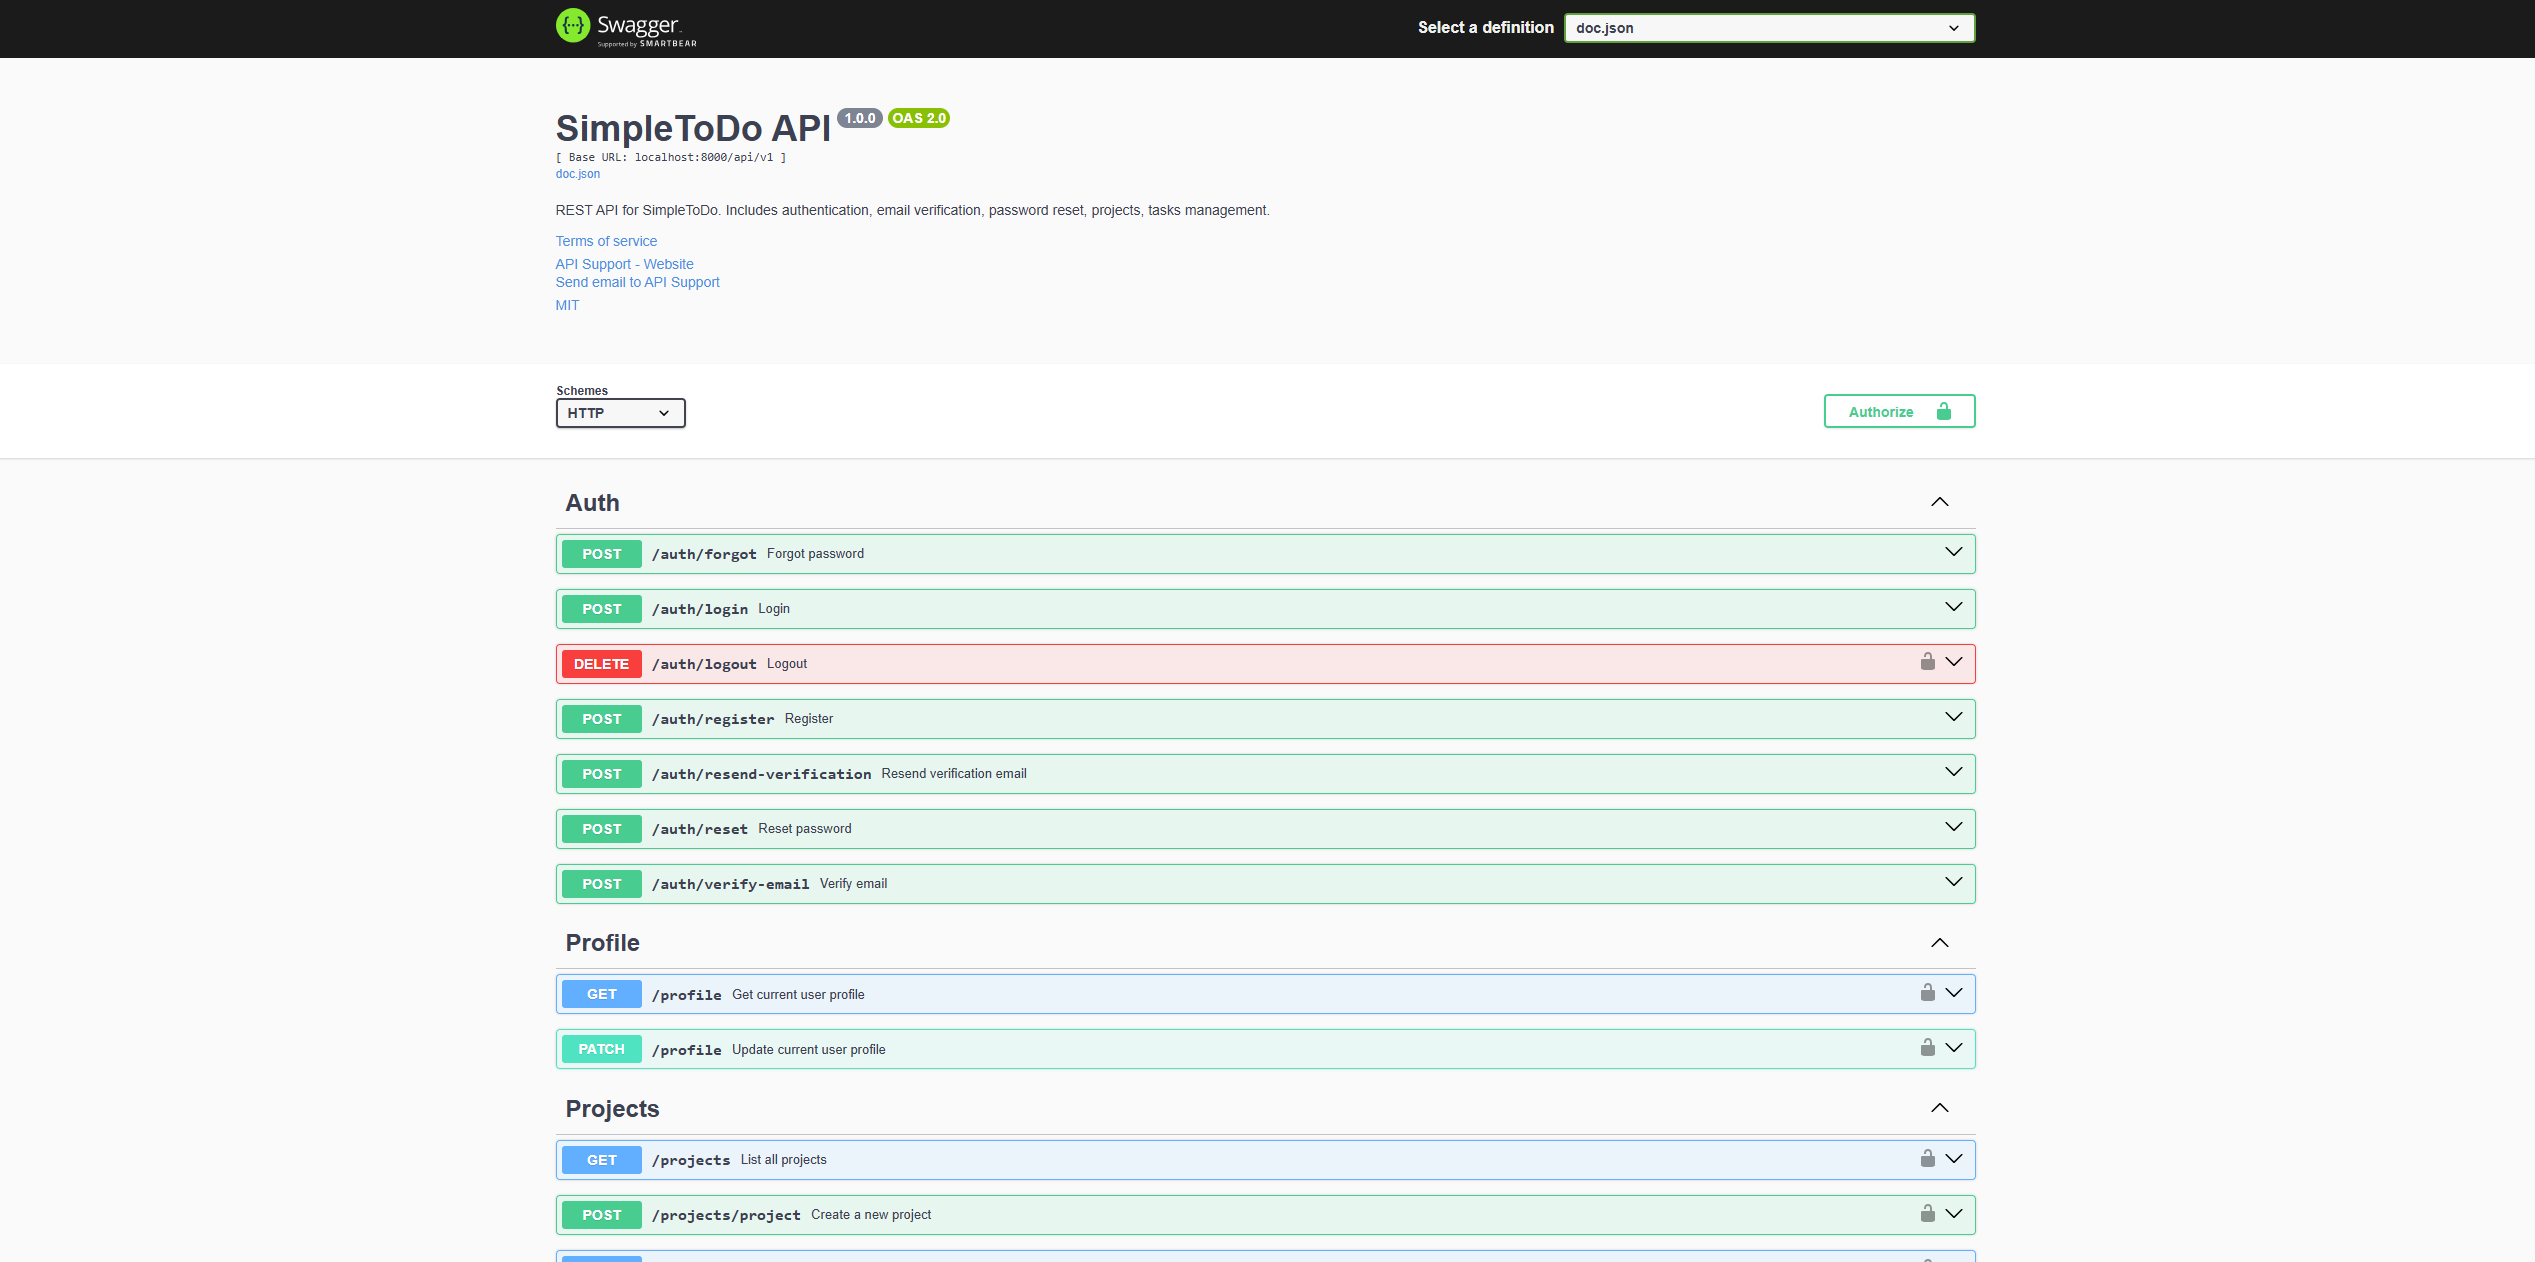 Swagger
Supported by SMARTBEAR
Select a definition
doc.json
SimpleToDo API 1.0.0 OAS 2.0
[ Base URL: localhost:8000/api/v1 ]
doc.json
REST API for SimpleToDo. Includes authentication, email verification, password reset, projects, tasks management.
Terms of service
API Support - Website
Send email to API Support
MIT
Schemes
HTTP
Authorize
Auth
POST /auth/forgot Forgot password
POST /auth/login Login
DELETE /auth/logout Logout
POST /auth/register Register
POST /auth/resend-verification Resend verification email
POST /auth/reset Reset password
POST /auth/verify-email Verify email
Profile
GET /profile Get current user profile
PATCH /profile Update current user profile
Projects
GET /projects List all projects
POST /projects/project Create a new project